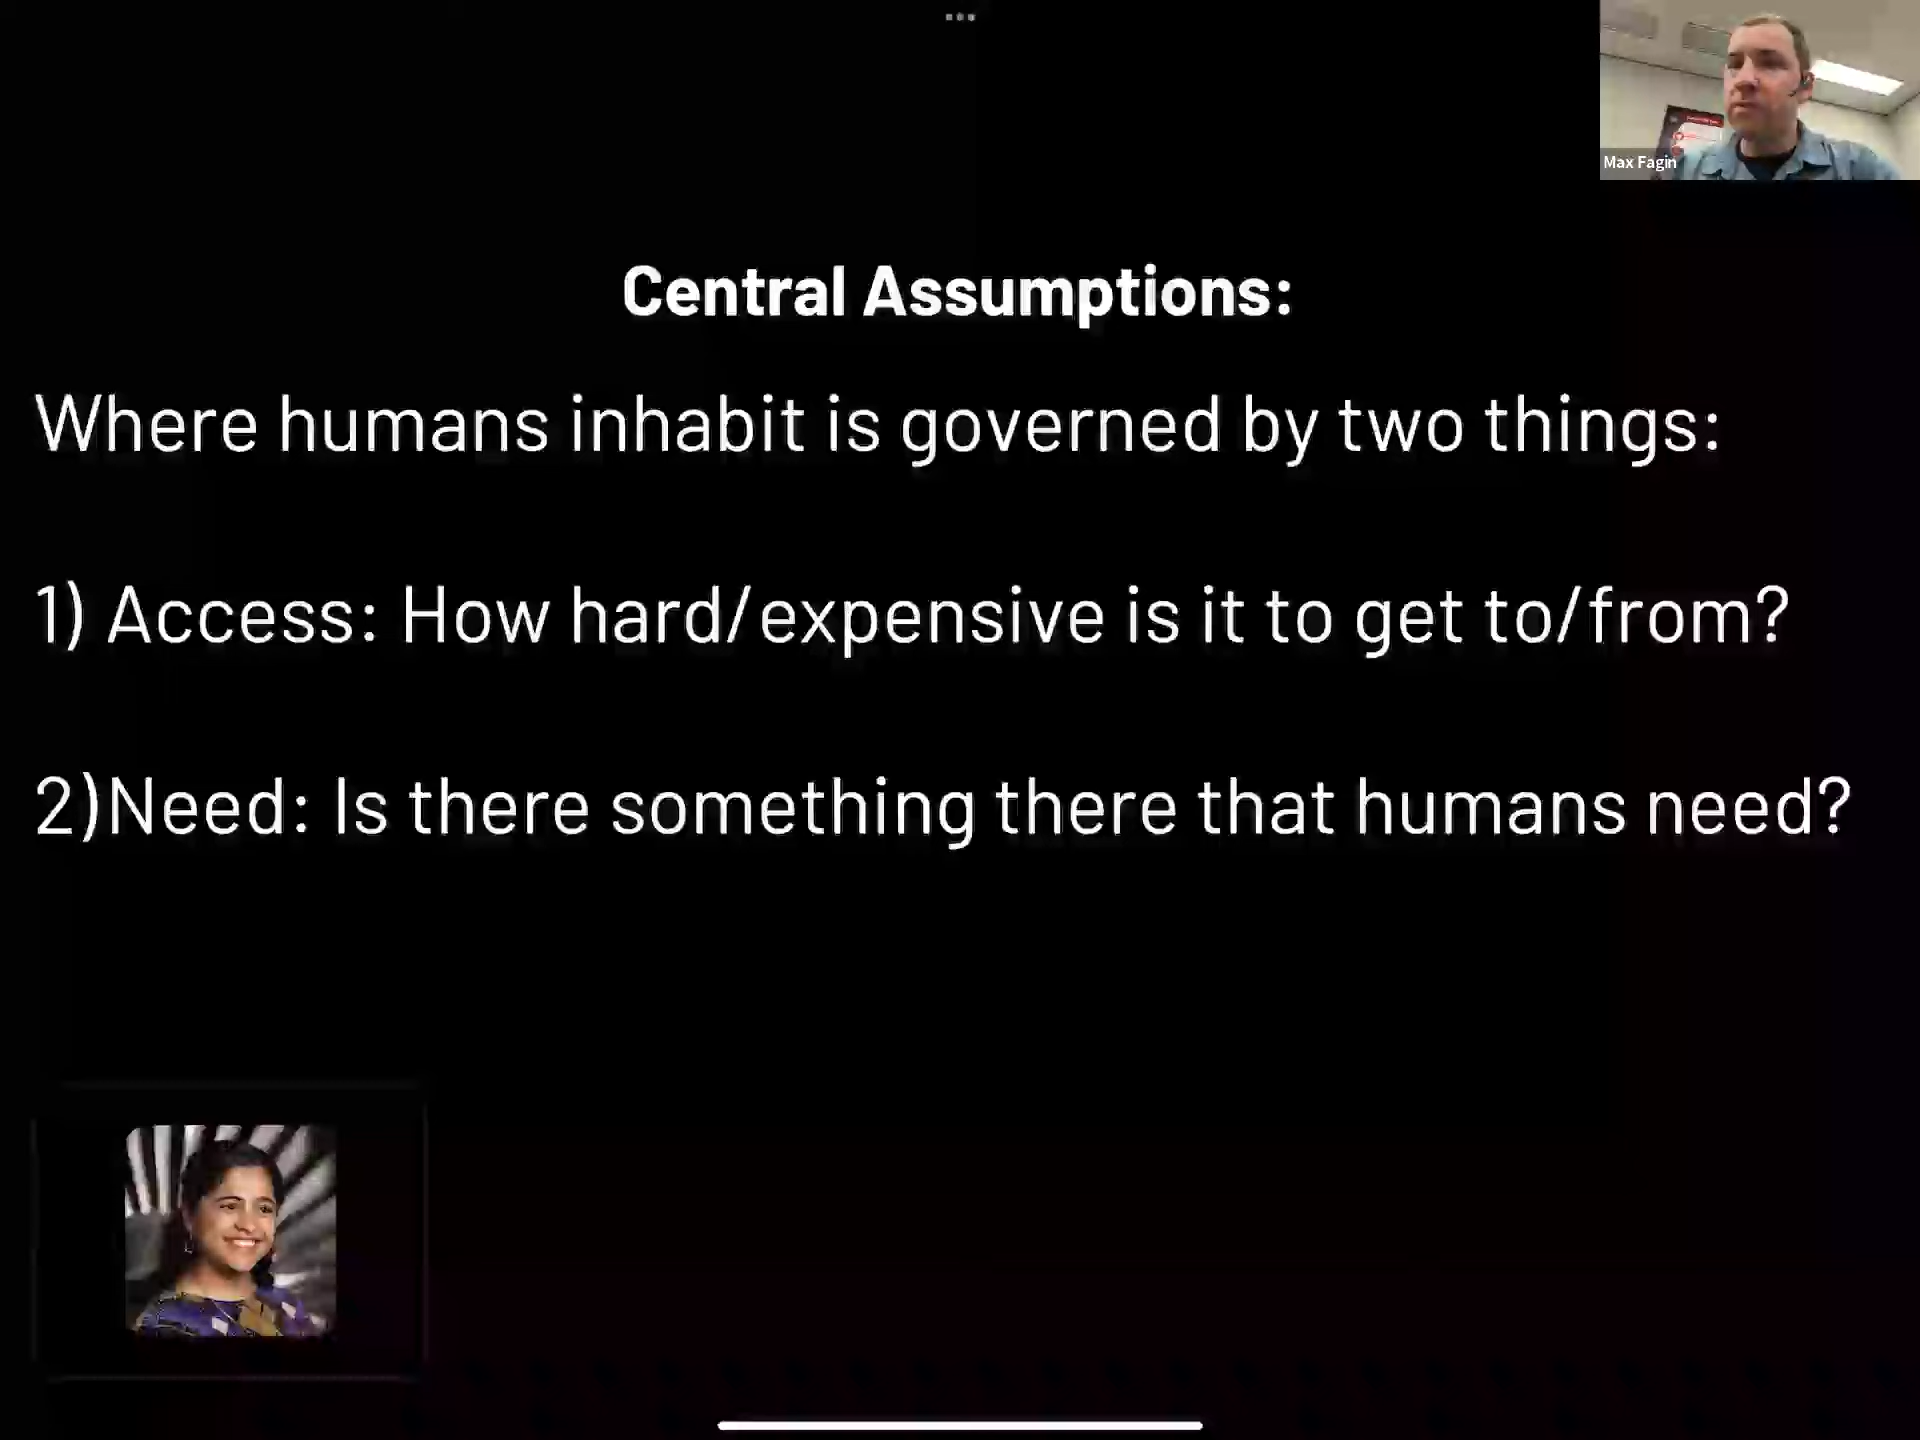 Max Fagin
Central Assumptions:
Where humans inhabit is governed by two things:
1) Access: How hard/expensive is it to get to/from?
2)Need: Is there something there that humans need?